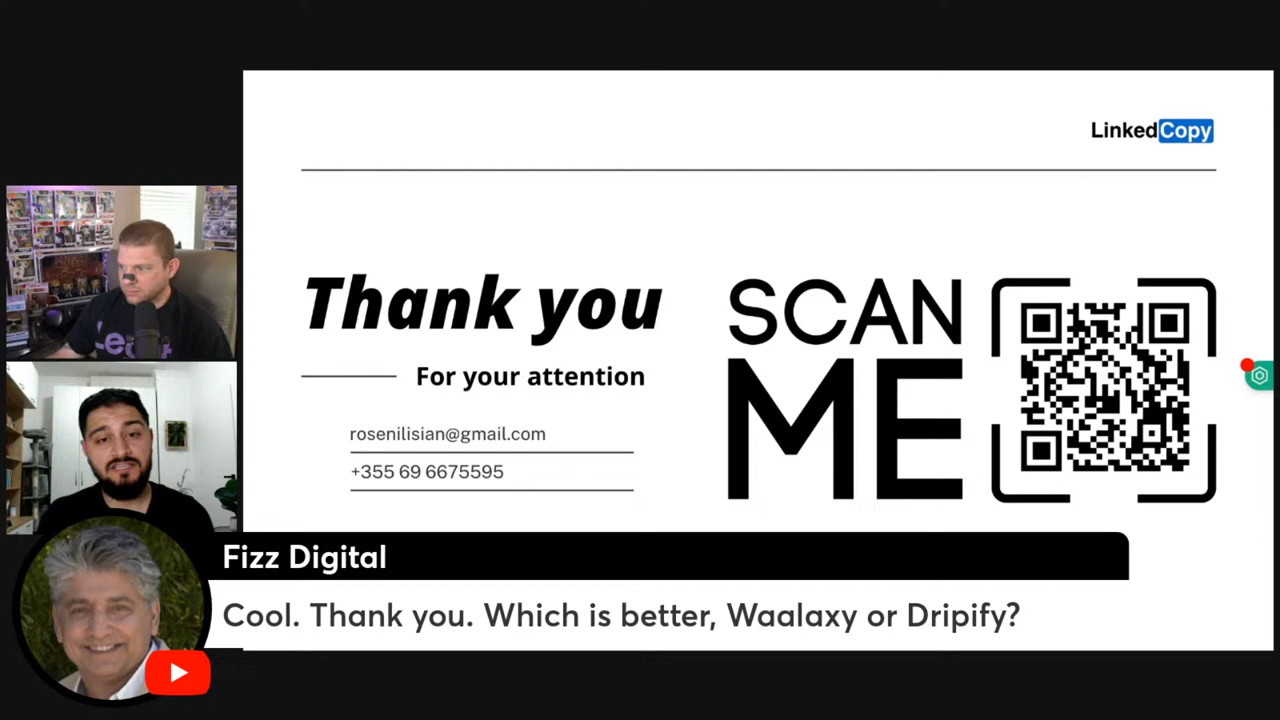 LinkedCopy
Thank you
For your attention
rosenilisian@gmail.com
+355 69 6675595
SCAN
ME
Fizz Digital
Cool. Thank you. Which is better, Waalaxy or Dripify?